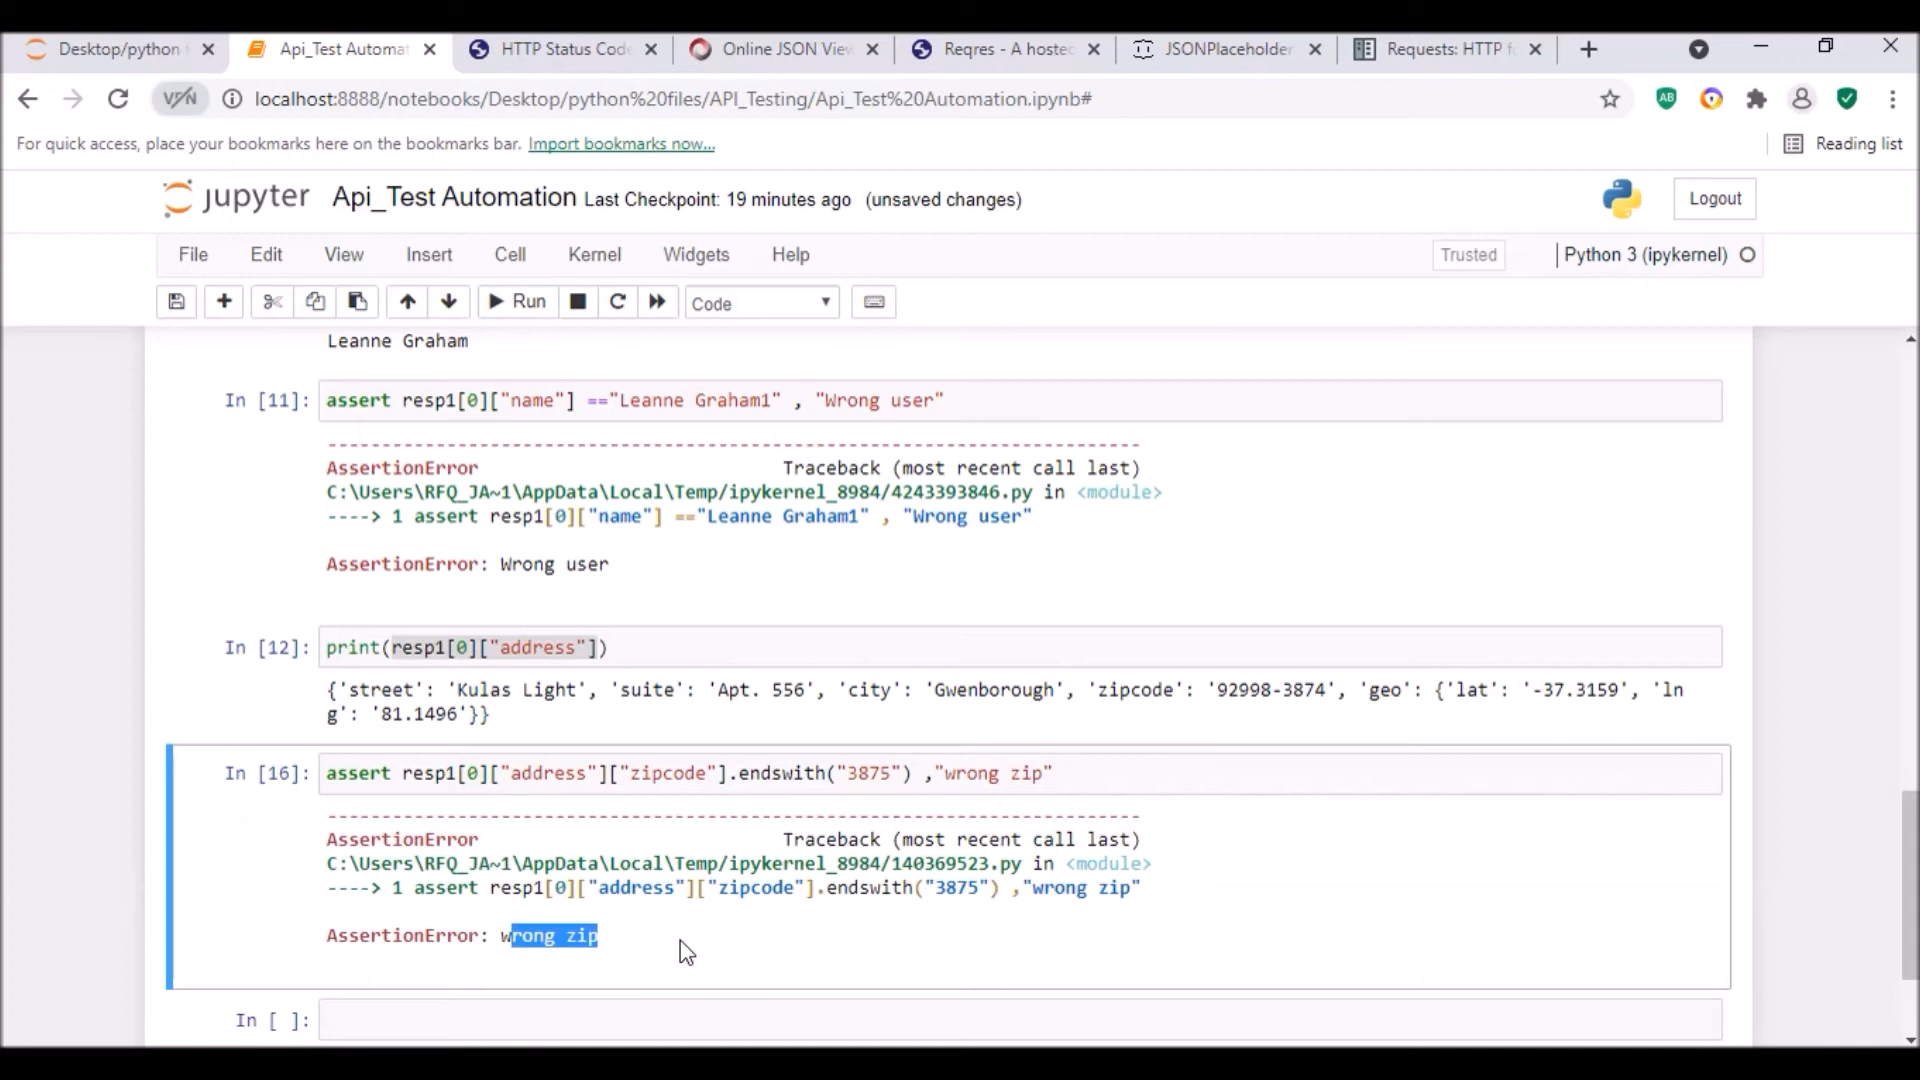 Desktop/python f
Api_Test Automat
HTTP Status Code
Online JSON View
Reqres - A hosted
JSONPlaceholder
Requests: HTTP f
VPN
localhost:8888/notebooks/Desktop/python%20files/API_Testing/Api_Test%20Automation.ipynb#
AB
For quick access, place your bookmarks here on the bookmarks bar. Import bookmarks now...
Reading list
jupyter Api_Test Automation Last Checkpoint: 19 minutes ago (unsaved changes)
Logout
File Edit View Insert Cell Kernel Widgets Help
Trusted
Python 3 (ipykernel)
Run
Code
Leanne Graham
In [11]: assert resp1[0]["name"] =="Leanne Graham1" , "Wrong user"
---------------------------------------------------------------------------
AssertionError Traceback (most recent call last)
C:\Users\RFQ_JA~1\AppData\Local\Temp/ipykernel_8984/4243393846.py in <module>
----> 1 assert resp1[0]["name"] =="Leanne Graham1" , "Wrong user"
AssertionError: Wrong user
In [12]: print(resp1[0]["address"])
{'street': 'Kulas Light', 'suite': 'Apt. 556', 'city': 'Gwenborough', 'zipcode': '92998-3874', 'geo': {'lat': '-37.3159', 'ln
g': '81.1496'}}
In [16]: assert resp1[0]["address"]["zipcode"].endswith("3875") ,"wrong zip"
---------------------------------------------------------------------------
AssertionError Traceback (most recent call last)
C:\Users\RFQ_JA~1\AppData\Local\Temp/ipykernel_8984/140369523.py in <module>
----> 1 assert resp1[0]["address"]["zipcode"].endswith("3875") ,"wrong zip"
AssertionError: wrong zip
In [ ]: